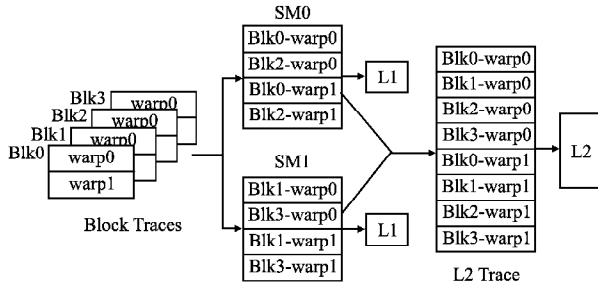 SM0
Blk0-warp0
Blk2-warp0
Blk0-warp1
Blk2-warp1
L1
Blk3
warp0
Blk2
warp0
Blk1
warp0
Blk0
warp0
warp1
Block Traces
SM1
Blk1-warp0
Blk3-warp0
Blk1-warp1
Blk3-warp1
L1
Blk0-warp0
Blk1-warp0
Blk2-warp0
Blk3-warp0
Blk0-warp1
Blk1-warp1
Blk2-warp1
Blk3-warp1
L2 Trace
L2